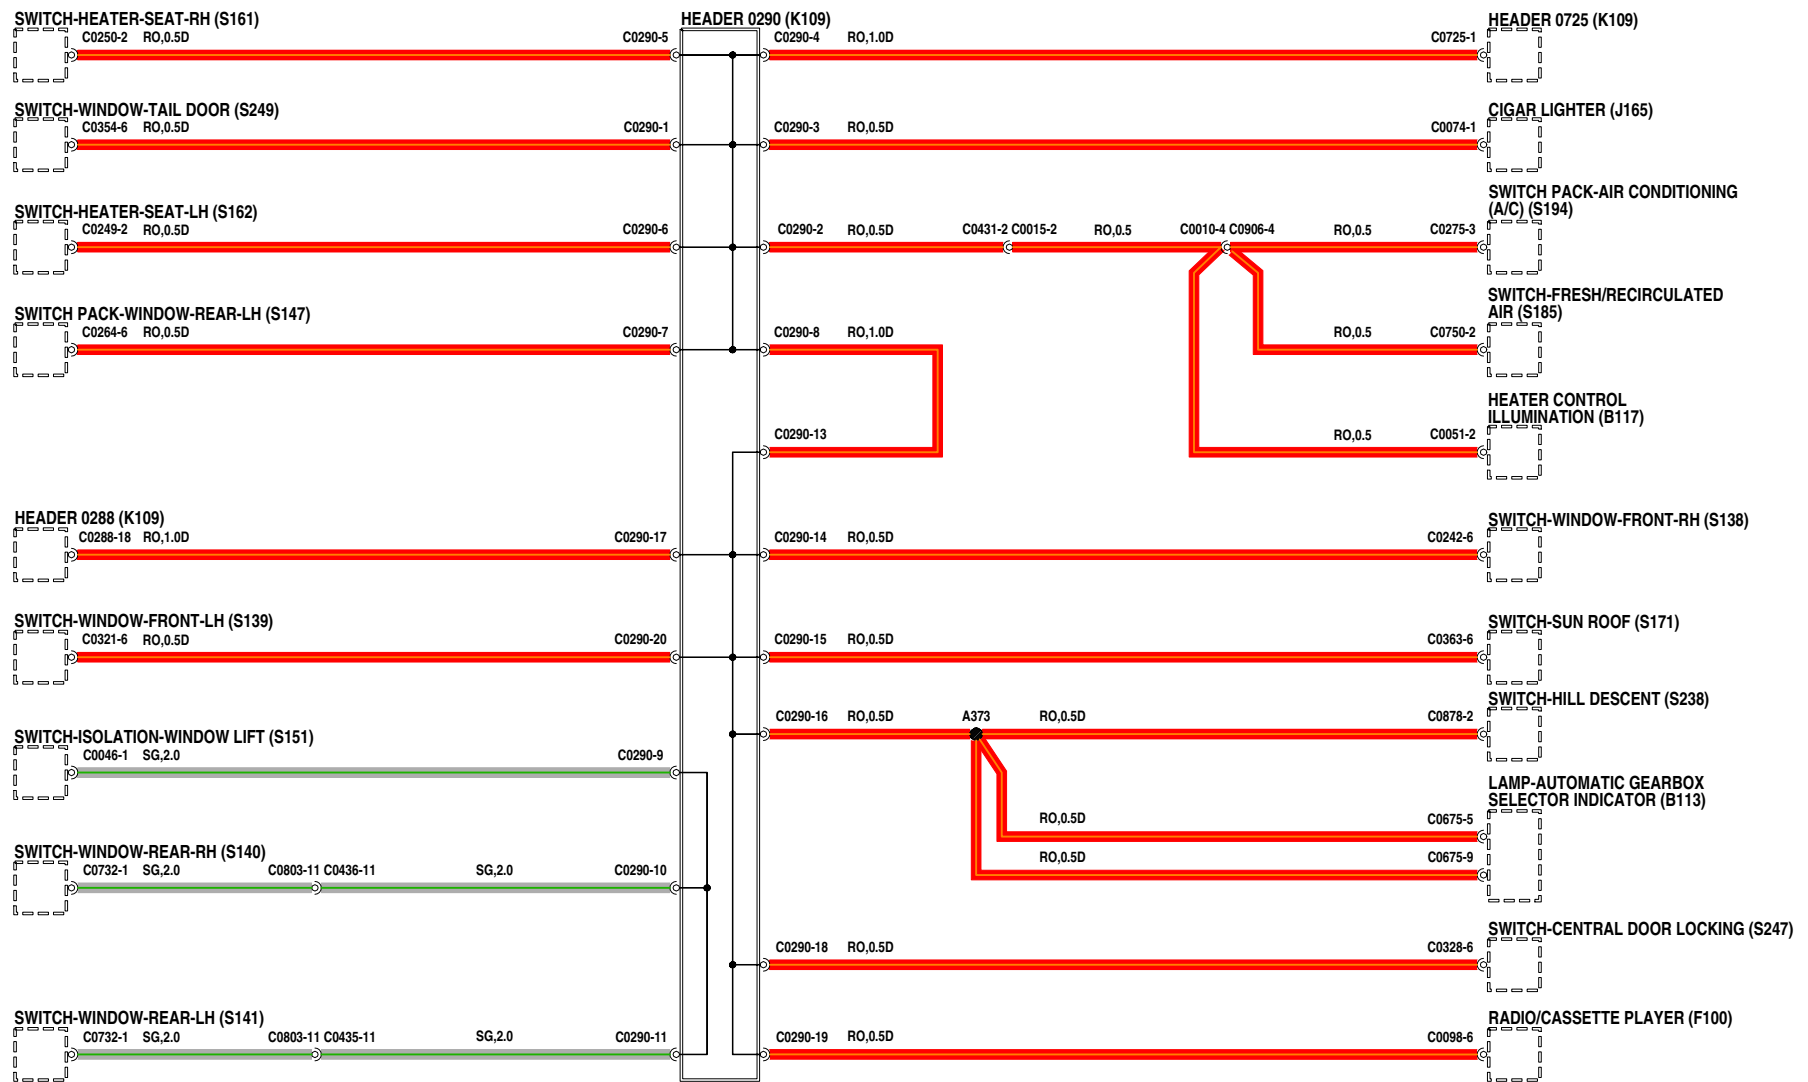 SWITCH-HEATER-SEAT-RH (S161)
C0250-2 RO,0.5D C0290-5
SWITCH-WINDOW-TAIL DOOR (S249)
C0354-6 RO,0.5D C0290-1
SWITCH-HEATER-SEAT-LH (S162)
C0249-2 RO,0.5D C0290-6
SWITCH PACK-WINDOW-REAR-LH (S147)
C0264-6 RO,0.5D C0290-7
HEADER 0288 (K109)
C0288-18 RO,1.0D C0290-17
SWITCH-WINDOW-FRONT-LH (S139)
C0321-6 RO,0.5D C0290-20
SWITCH-ISOLATION-WINDOW LIFT (S151)
C0046-1 SG,2.0 C0290-9
SWITCH-WINDOW-REAR-RH (S140)
C0732-1 SG,2.0 C0803-11 C0436-11 SG,2.0 C0290-10
SWITCH-WINDOW-REAR-LH (S141)
C0732-1 SG,2.0 C0803-11 C0435-11 SG,2.0 C0290-11
HEADER 0290 (K109)
HEADER 0725 (K109)
C0290-4 RO,1.0D C0725-1
CIGAR LIGHTER (J165)
C0290-3 RO,0.5D C0074-1
SWITCH PACK-AIR CONDITIONING
(A/C) (S194)
C0290-2 RO,0.5D C0431-2 C0015-2 RO,0.5 C0010-4 C0906-4 RO,0.5 C0275-3
SWITCH-FRESH/RECIRCULATED
AIR (S185)
C0290-8 RO,1.0D RO,0.5 C0750-2
HEATER CONTROL
ILLUMINATION (B117)
C0290-13 RO,0.5 C0051-2
SWITCH-WINDOW-FRONT-RH (S138)
C0290-14 RO,0.5D C0242-6
SWITCH-SUN ROOF (S171)
C0290-15 RO,0.5D C0363-6
SWITCH-HILL DESCENT (S238)
C0290-16 RO,0.5D A373 RO,0.5D C0878-2
LAMP-AUTOMATIC GEARBOX
SELECTOR INDICATOR (B113)
RO,0.5D C0675-5
RO,0.5D C0675-9
SWITCH-CENTRAL DOOR LOCKING (S247)
C0290-18 RO,0.5D C0328-6
RADIO/CASSETTE PLAYER (F100)
C0290-19 RO,0.5D C0098-6